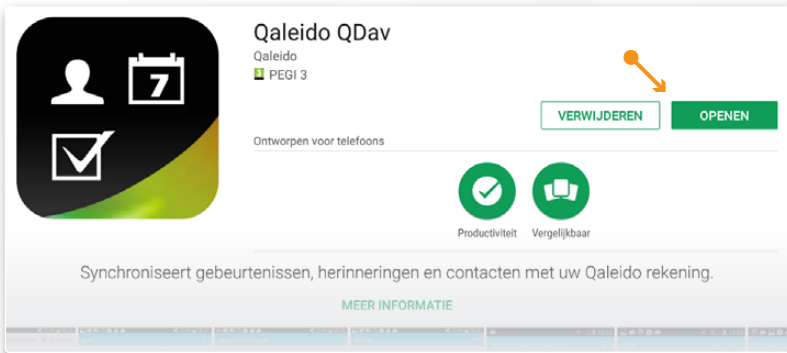 Qaleido QDav
Qaleido
3 PEGI 3
7
VERWIJDEREN OPENEN
Ontworpen voor telefoons
Productiviteit Vergelijkbaar
Synchroniseert gebeurtenissen, herinneringen en contacten met uw Qaleido rekening.
MEER INFORMATIE